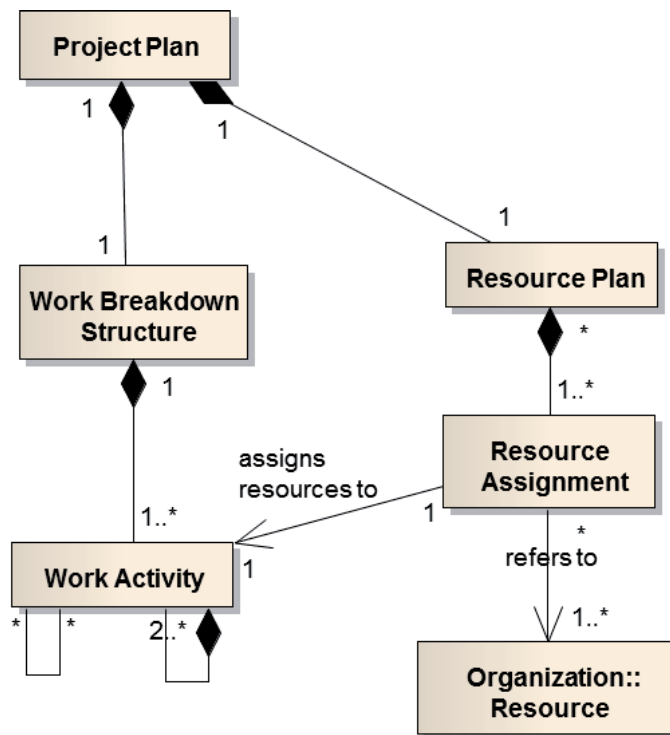 Project Plan
1
1
1
1
Work Breakdown
Structure
Resource Plan
1
*
1..*
assigns
resources to
Resource
Assignment
1..*
1
1
*
refers to
Work Activity
*
*
2..*
1..*
Organization::
Resource